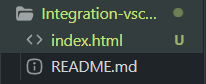 Integration-vsc...
<> index.html U
README.md